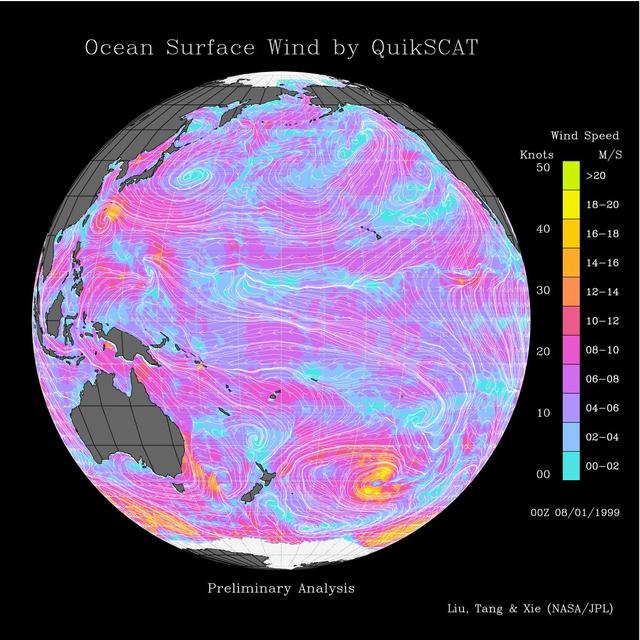 Ocean Surface Wind by QuikSCAT
Wind Speed
Knots M/S
50
>20
18-20
40
16-18
14-16
30
12-14
10-12
20
08-10
06-08
10
04-06
02-04
00
00-02
00Z 08/01/1999
Preliminary Analysis
Liu, Tang & Xie (NASA/JPL)